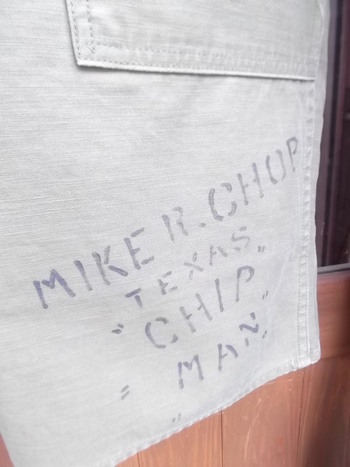 MIKE R. CHOP
TEXAS
"CHIP"
"MAN"